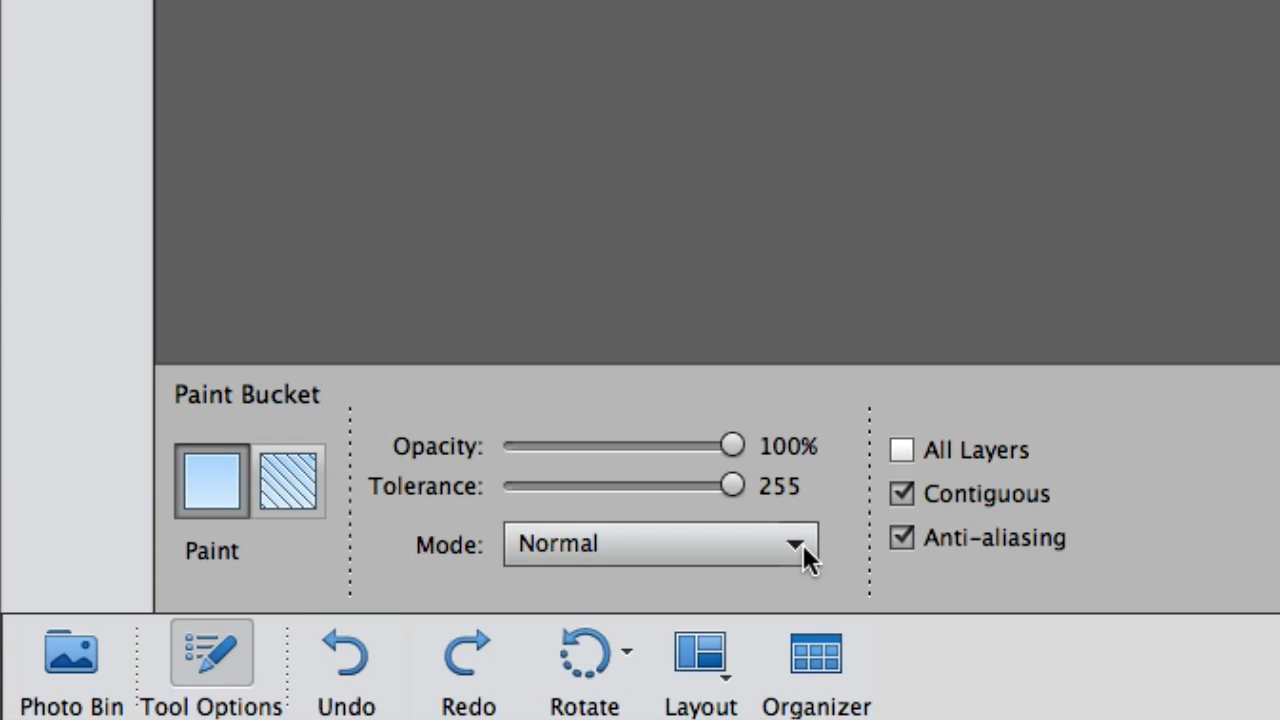 Paint Bucket
Opacity: 100%
Tolerance: 255
Mode: Normal
Paint
All Layers
Contiguous
Anti-aliasing
Photo Bin
Tool Options
Undo
Redo
Rotate
Layout
Organizer